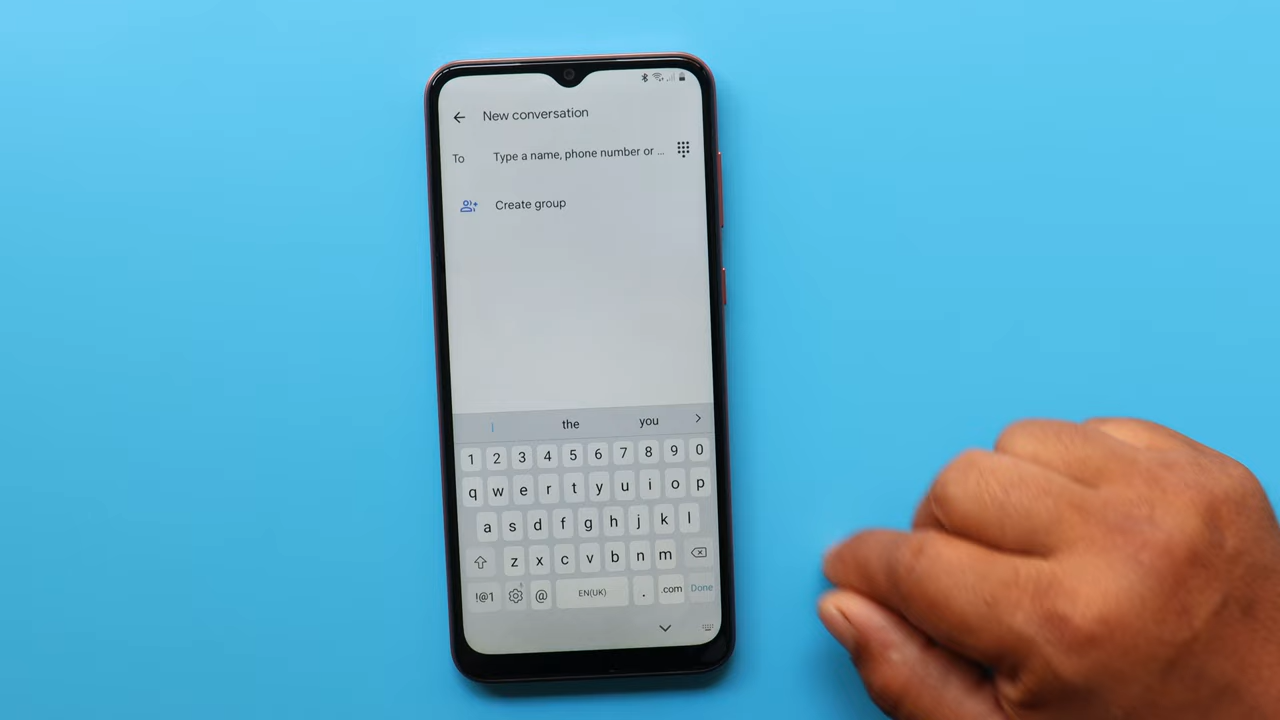 New conversation
To Type a name, phone number or ...
Create group
the you
1 2 3 4 5 6 7 8 9 0
q w e r t y u i o p
a s d f g h j k l
z x c v b n m
!@1 @ EN(UK) . .com Done